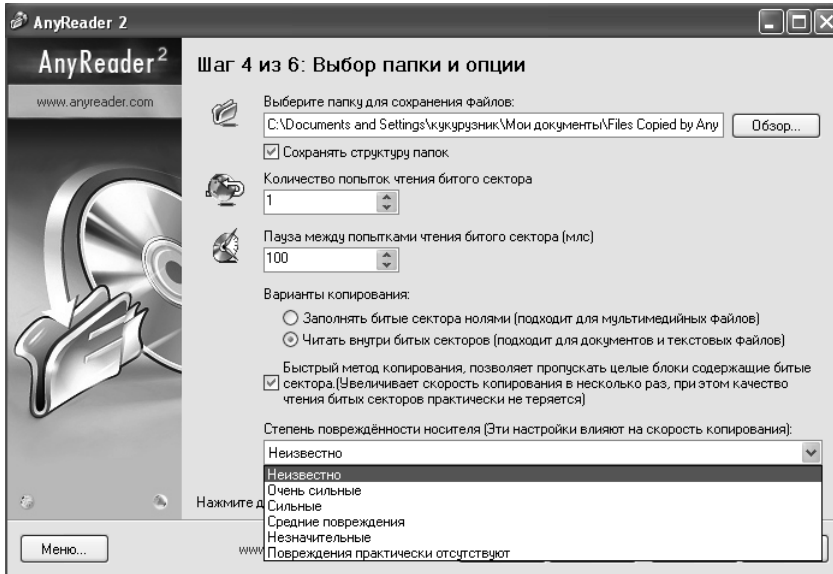 AnyReader 2
AnyReader²
www.anyreader.com
Шаг 4 из 6: Выбор папки и опции
Выберите папку для сохранения файлов:
C:\Documents and Settings\кукурузник\Мои документы\Files Copied by Any
Обзор...
Сохранять структуру папок
Количество попыток чтения битого сектора
1
Пауза между попытками чтения битого сектора (млс)
100
Варианты копирования:
Заполнять битые сектора нолями (подходит для мультимедийных файлов)
Читать внутри битых секторов (подходит для документов и текстовых файлов)
Быстрый метод копирования, позволяет пропускать целые блоки содержащие битые
сектора.(Увеличивает скорость копирования в несколько раз, при этом качество
чтения битых секторов практически не теряется)
Степень повреждённости носителя (Эти настройки влияют на скорость копирования):
Неизвестно
Неизвестно
Очень сильные
Сильные
Средние повреждения
Незначительные
Повреждения практически отсутствуют
Нажмите
Меню...
www